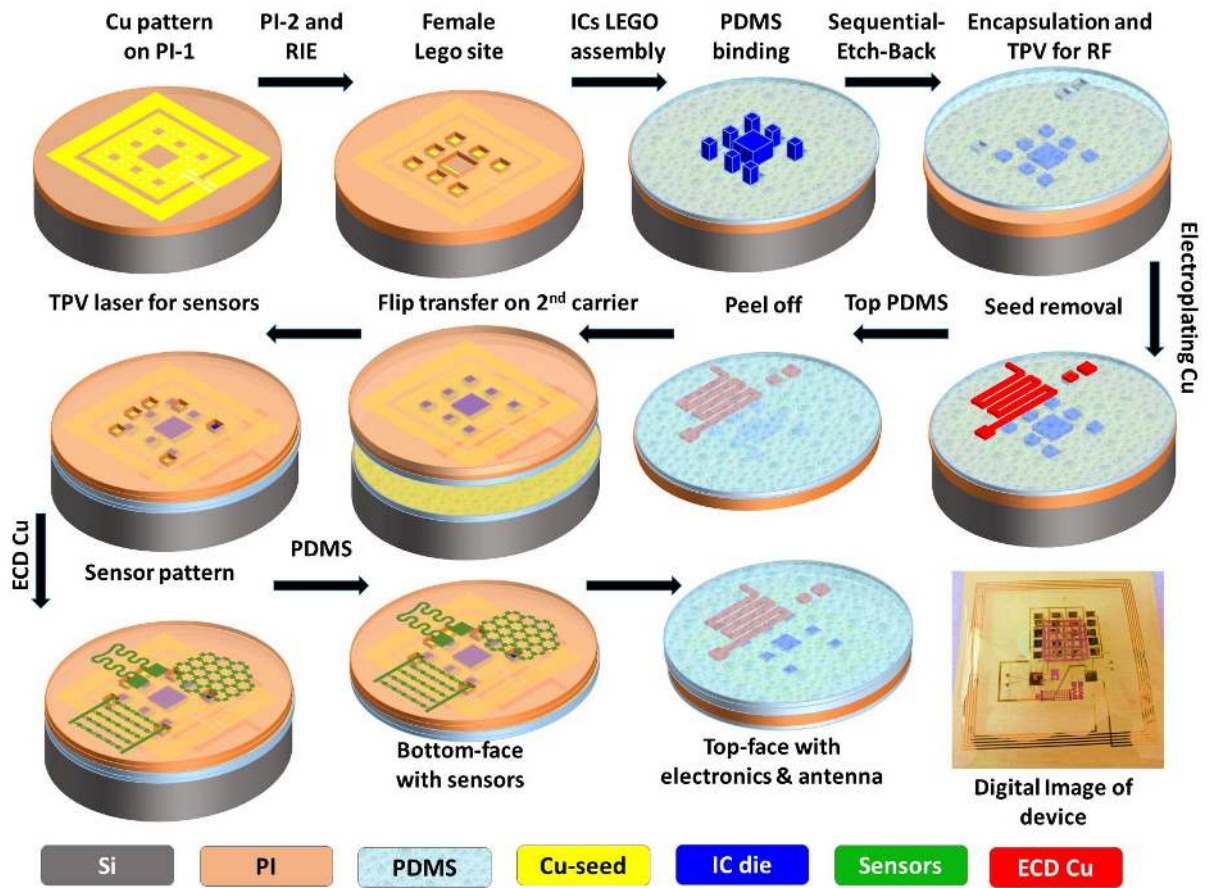 Cu pattern
on PI-1
PI-2 and
RIE
Female
Lego site
ICs LEGO
assembly
PDMS
binding
Sequential-
Etch-Back
Encapsulation and
TPV for RF
Electroplating Cu
TPV laser for sensors
Flip transfer on 2nd carrier
Peel off
Top PDMS
Seed removal
ECD Cu
Sensor pattern
PDMS
Bottom-face
with sensors
Top-face with
electronics & antenna
Digital Image of
device
Si
PI
PDMS
Cu-seed
IC die
Sensors
ECD Cu